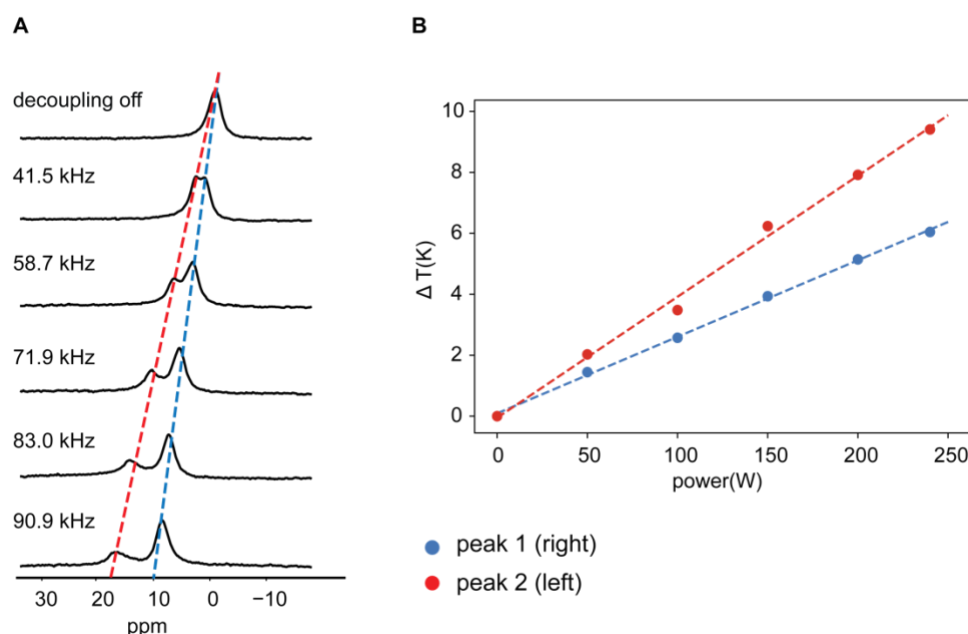 A
decoupling off
41.5 kHz
58.7 kHz
71.9 kHz
83.0 kHz
90.9 kHz
30 20 10 0 −10
ppm
B
10
8
6
4
2
0
Δ T(K)
0 50 100 150 200 250
power(W)
peak 1 (right)
peak 2 (left)